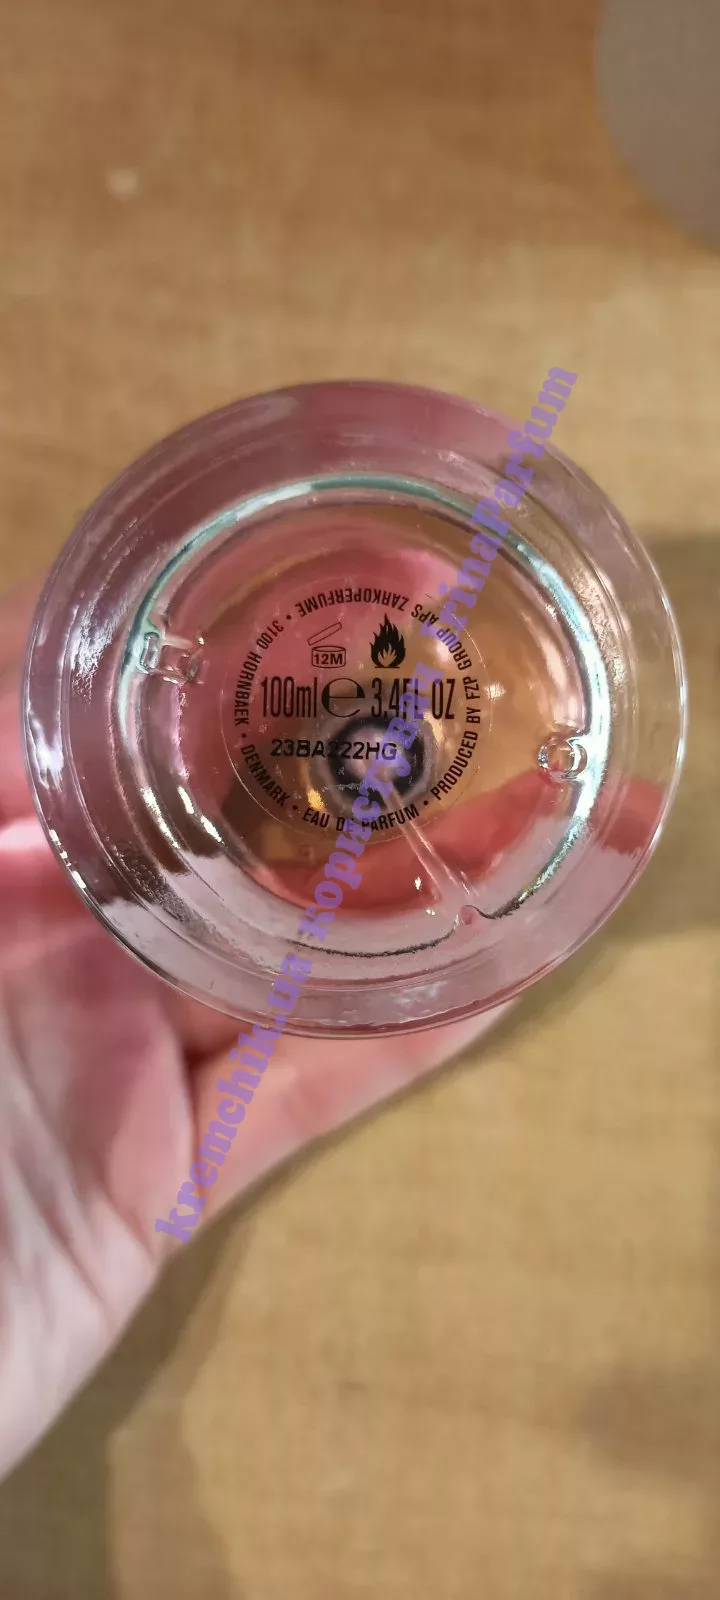 PRODUCED BY FZP GROUP APS ZARKOPERFUME • 3100 HORNBAEK • DENMARK • EAU DE PARFUM •
12M
100ml e 3,4FL OZ
23BA222HG
kremchik.ua користувач IrinaParfum